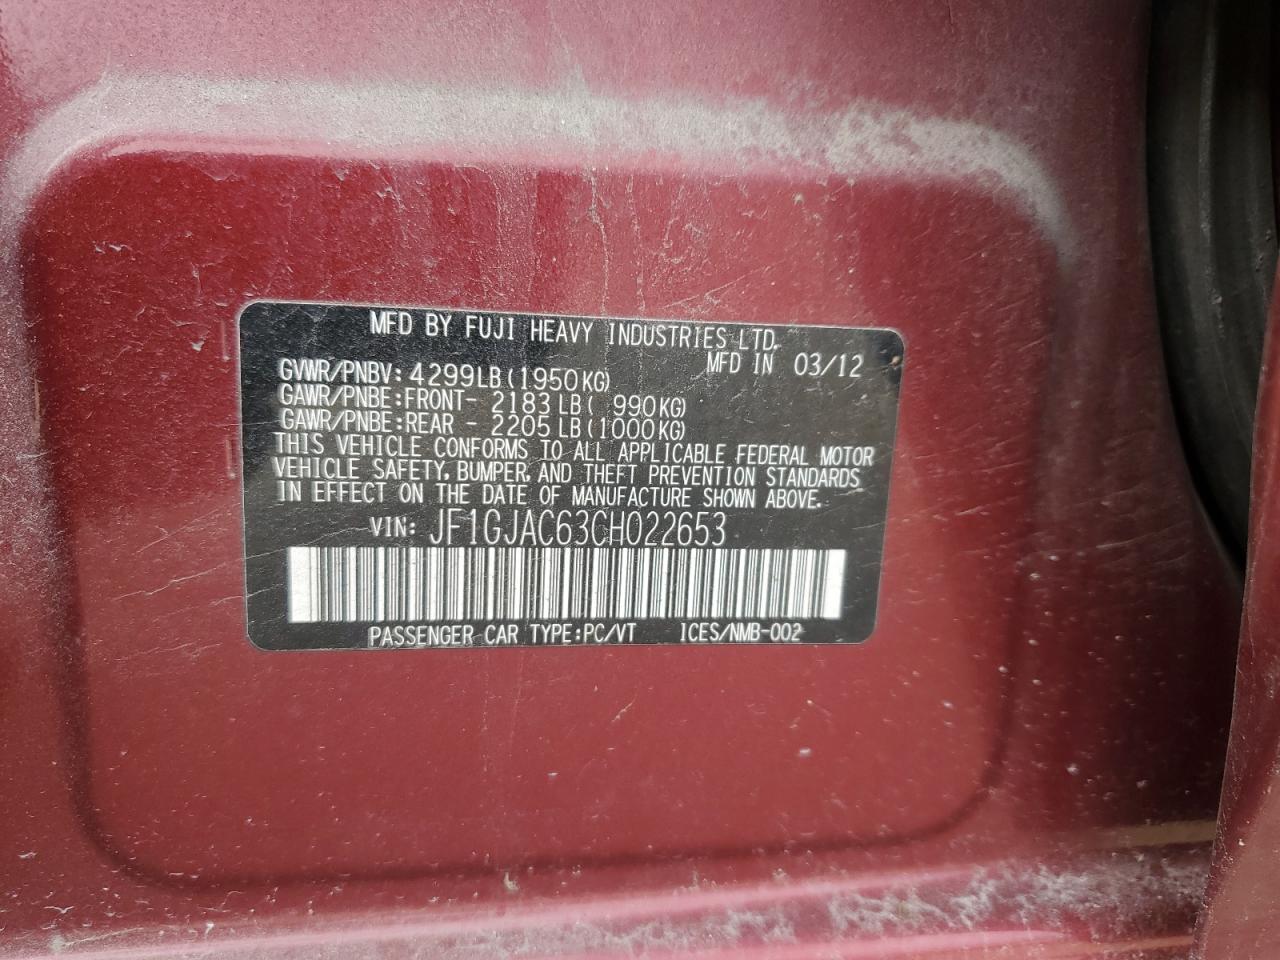 MFD BY FUJI HEAVY INDUSTRIES LTD.
MFD IN 03/12
GVWR/PNBV: 4299LB (1950KG)
GAWR/PNBE: FRONT- 2183 LB ( 990KG)
GAWR/PNBE: REAR - 2205 LB (1000KG)
THIS VEHICLE CONFORMS TO ALL APPLICABLE FEDERAL MOTOR
VEHICLE SAFETY, BUMPER, AND THEFT PREVENTION STANDARDS
IN EFFECT ON THE DATE OF MANUFACTURE SHOWN ABOVE.
VIN: JF1GJAC63CH022653
PASSENGER CAR TYPE:PC/VT ICES/NMB-002